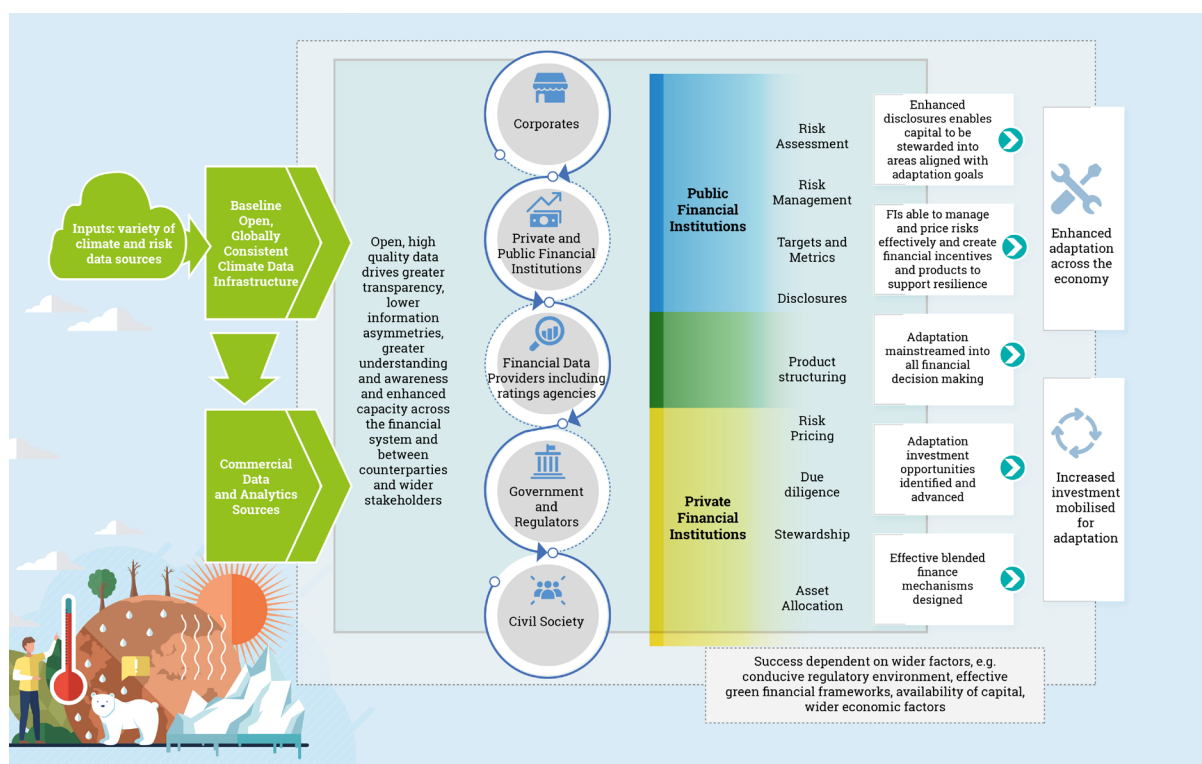 Inputs: variety of
climate and risk
data sources
Baseline
Open,
Globally
Consistent
Climate Data
Infrastructure
Commercial
Data
and Analytics
Sources
Open, high
quality data
drives greater
transparency,
lower
information
asymmetries,
greater
understanding
and awareness
and enhanced
capacity across
the financial
system and
between
counterparties
and wider
stakeholders
Corporates
Private and
Public Financial
Institutions
Financial Data
Providers including
ratings agencies
Government
and
Regulators
Civil Society
Public
Financial
Institutions
Private
Financial
Institutions
Risk
Assessment
Risk
Management
Targets and
Metrics
Disclosures
Product
structuring
Risk
Pricing
Due
diligence
Stewardship
Asset
Allocation
Enhanced
disclosures enables
capital to be
stewarded into
areas aligned with
adaptation goals
FIs able to manage
and price risks
effectively and create
financial incentives
and products to
support resilience
Adaptation
mainstreamed into
all financial
decision making
Adaptation
investment
opportunities
identified and
advanced
Effective blended
finance
mechanisms
designed
Enhanced
adaptation
across the
economy
Increased
investment
mobilised
for
adaptation
Success dependent on wider factors, e.g.
conducive regulatory environment, effective
green financial frameworks, availability of capital,
wider economic factors